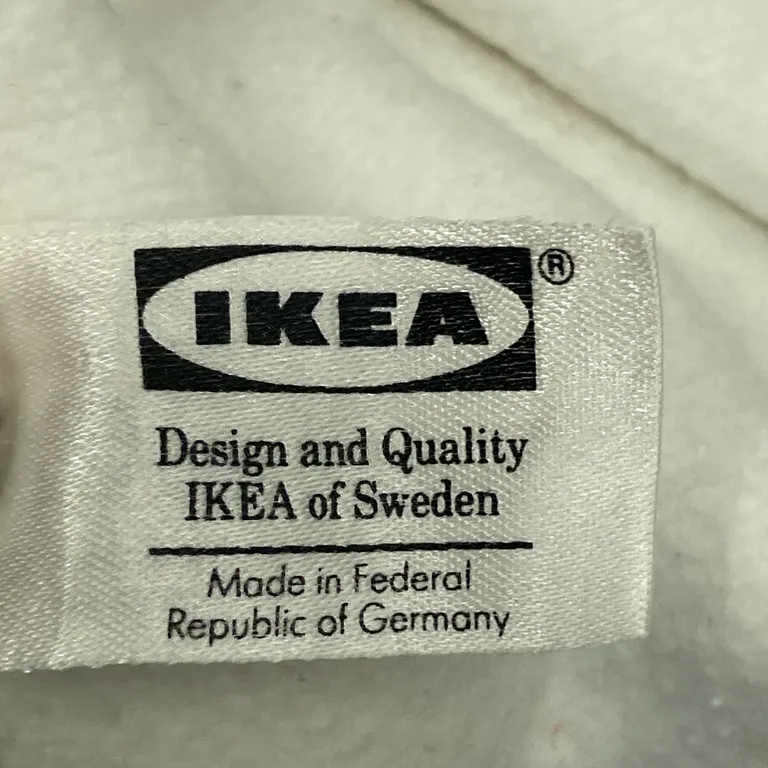 IKEA®
Design and Quality
IKEA of Sweden
Made in Federal
Republic of Germany